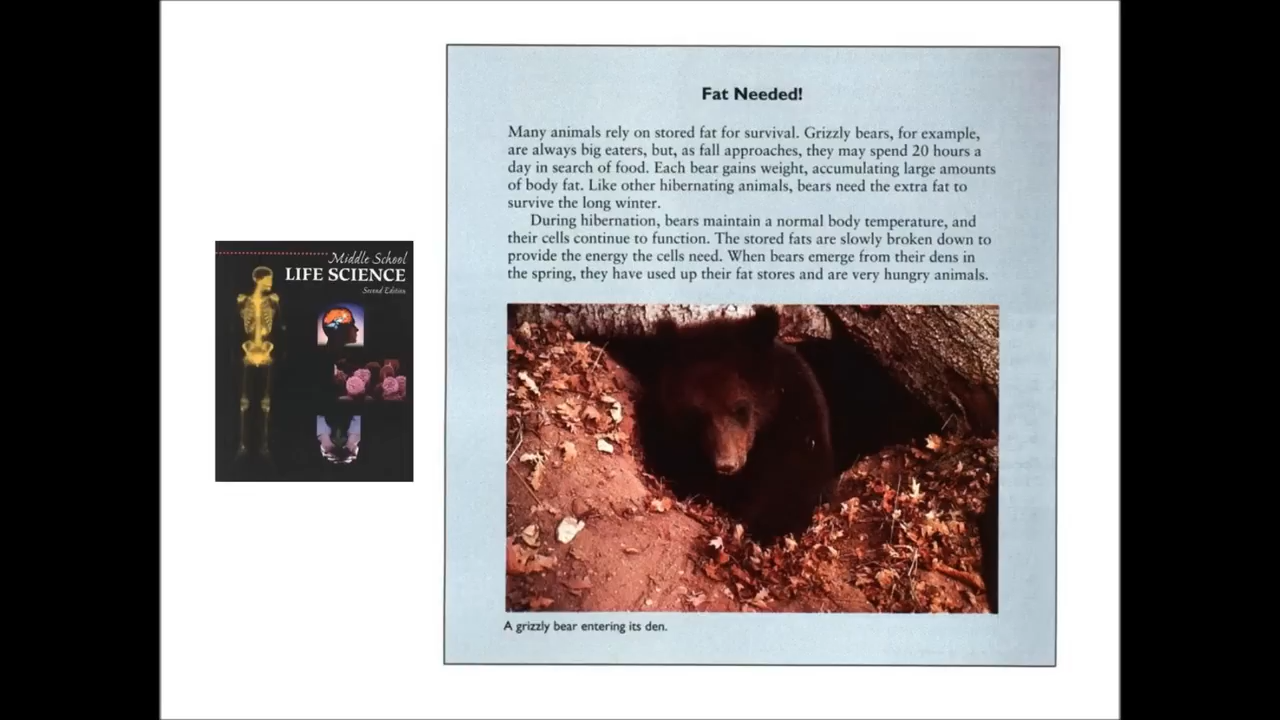 Middle School
LIFE SCIENCE
Second Edition
Fat Needed!
Many animals rely on stored fat for survival. Grizzly bears, for example,
are always big eaters, but, as fall approaches, they may spend 20 hours a
day in search of food. Each bear gains weight, accumulating large amounts
of body fat. Like other hibernating animals, bears need the extra fat to
survive the long winter.
During hibernation, bears maintain a normal body temperature, and
their cells continue to function. The stored fats are slowly broken down to
provide the energy the cells need. When bears emerge from their dens in
the spring, they have used up their fat stores and are very hungry animals.
A grizzly bear entering its den.